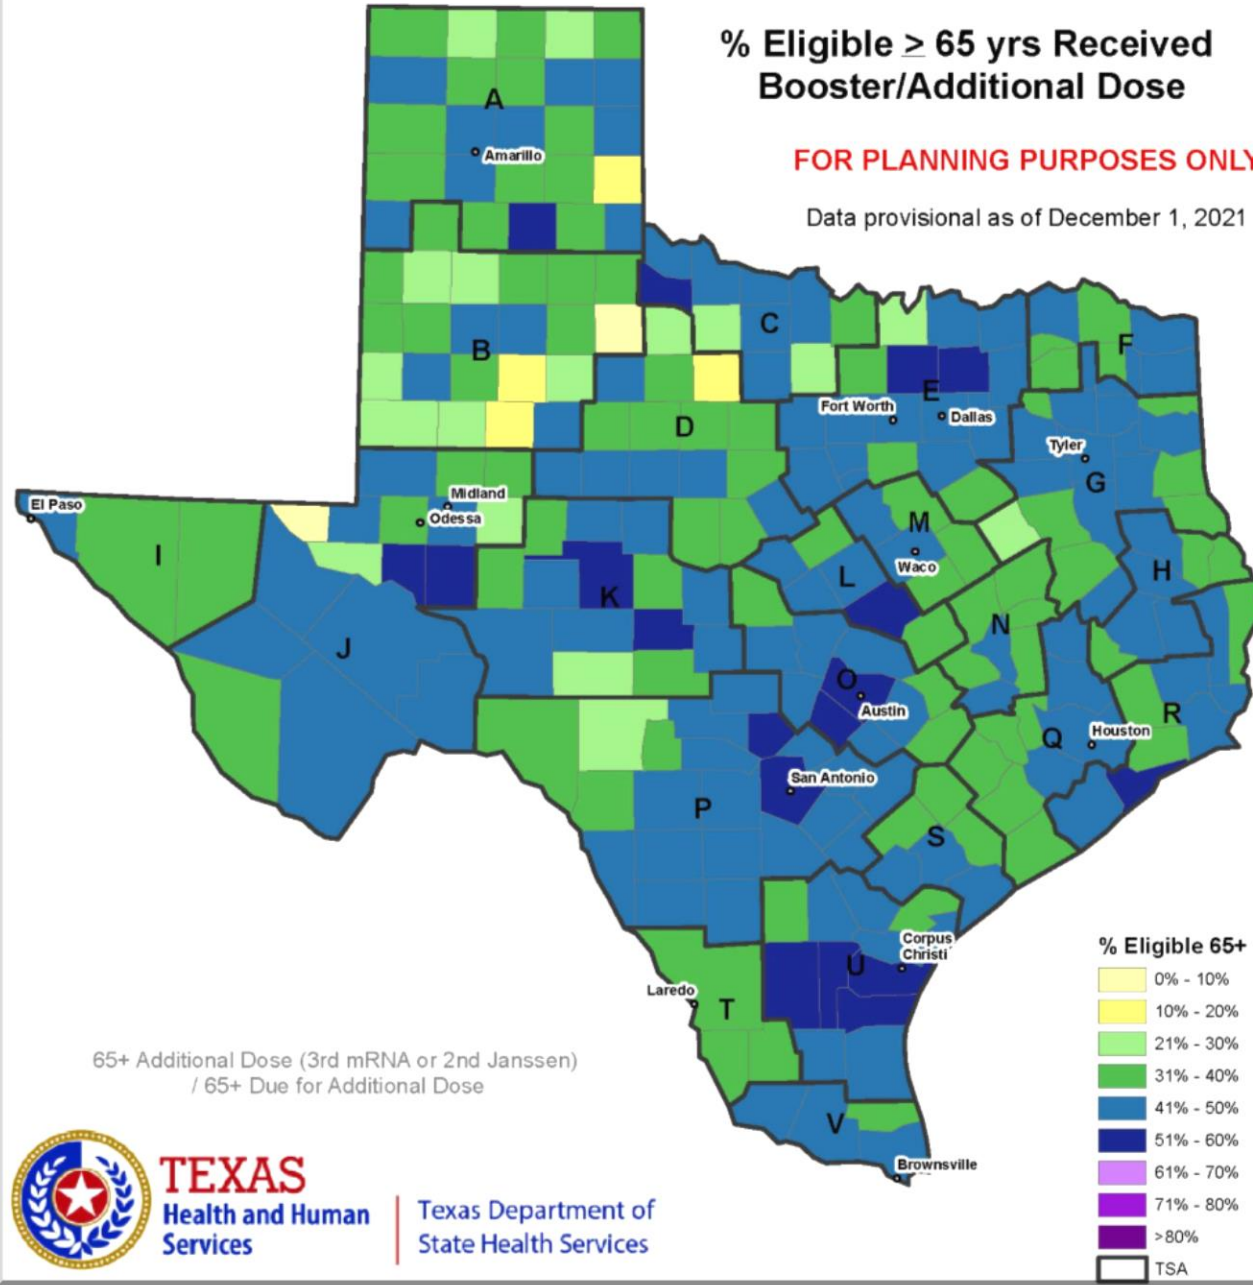 % Eligible ≥ 65 yrs Received
Booster/Additional Dose
FOR PLANNING PURPOSES ONLY
Data provisional as of December 1, 2021
A
Amarillo
B
C
F
E
Fort Worth
Dallas
D
Tyler
G
El Paso
Midland
Odessa
I
M
Waco
H
L
K
N
J
O
Austin
R
Q
Houston
San Antonio
P
S
Corpus
Christi
U
Laredo
T
V
Brownsville
% Eligible 65+
0% - 10%
10% - 20%
21% - 30%
31% - 40%
41% - 50%
51% - 60%
61% - 70%
71% - 80%
>80%
TSA
65+ Additional Dose (3rd mRNA or 2nd Janssen)
/ 65+ Due for Additional Dose
TEXAS
Health and Human
Services
Texas Department of
State Health Services